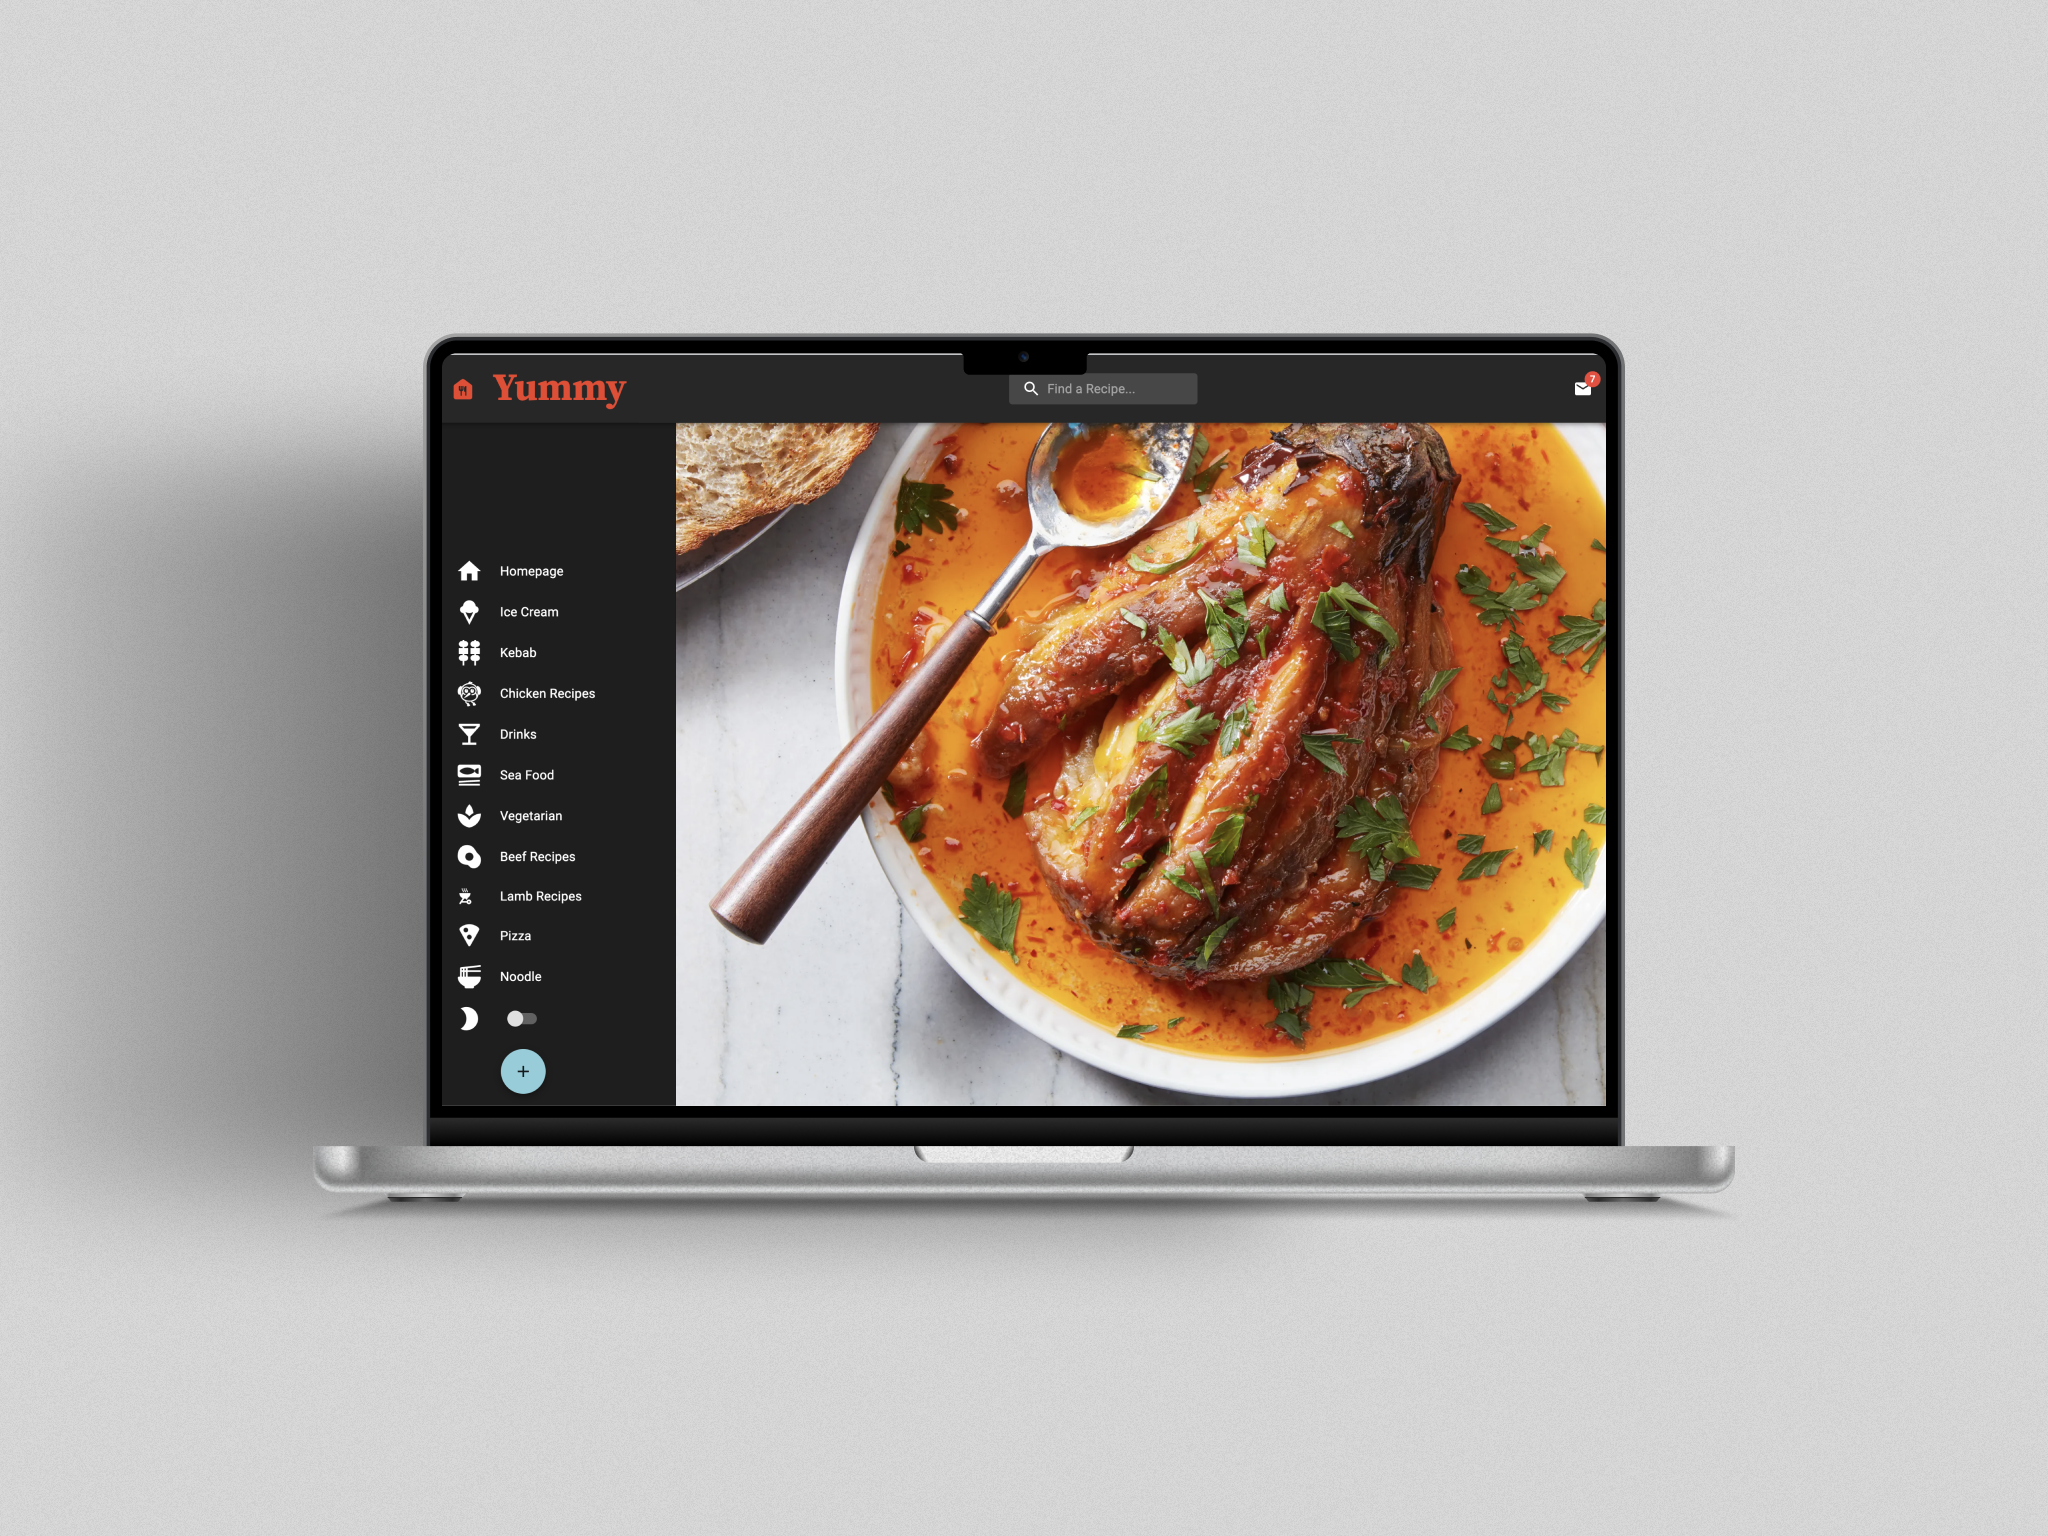 Yummy
Find a Recipe...
7
Homepage
Ice Cream
Kebab
Chicken Recipes
Drinks
Sea Food
Vegetarian
Beef Recipes
Lamb Recipes
Pizza
Noodle
+